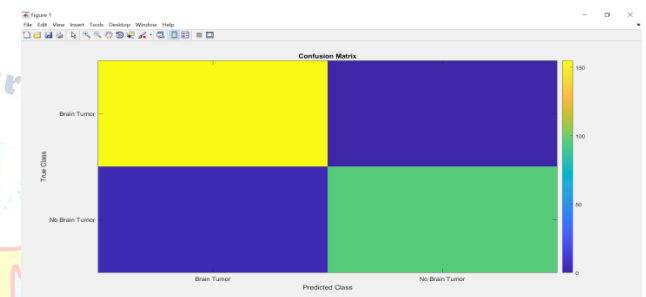 Figure 1
File Edit View Insert Tools Desktop Window Help
Confusion Matrix
150
Brain Tumor
100
True Class
50
No Brain Tumor
0
Brain Tumor No Brain Tumor
Predicted Class